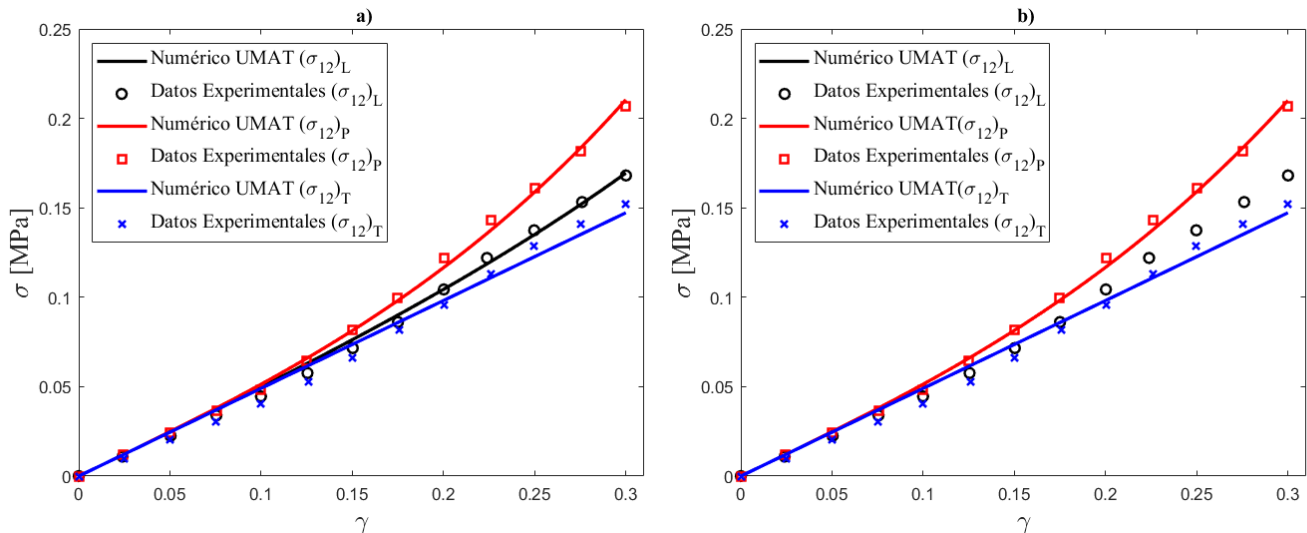 a)
0.25
0.2
0.15
0.1
0.05
0
σ [MPa]
Numérico UMAT (σ12)L
Datos Experimentales (σ12)L
Numérico UMAT (σ12)P
Datos Experimentales (σ12)P
Numérico UMAT (σ12)T
Datos Experimentales (σ12)T
0 0.05 0.1 0.15 0.2 0.25 0.3
γ
b)
0.25
0.2
0.15
0.1
0.05
0
σ [MPa]
Numérico UMAT (σ12)L
Datos Experimentales (σ12)L
Numérico UMAT(σ12)P
Datos Experimentales (σ12)P
Numérico UMAT(σ12)T
Datos Experimentales (σ12)T
0 0.05 0.1 0.15 0.2 0.25 0.3
γ